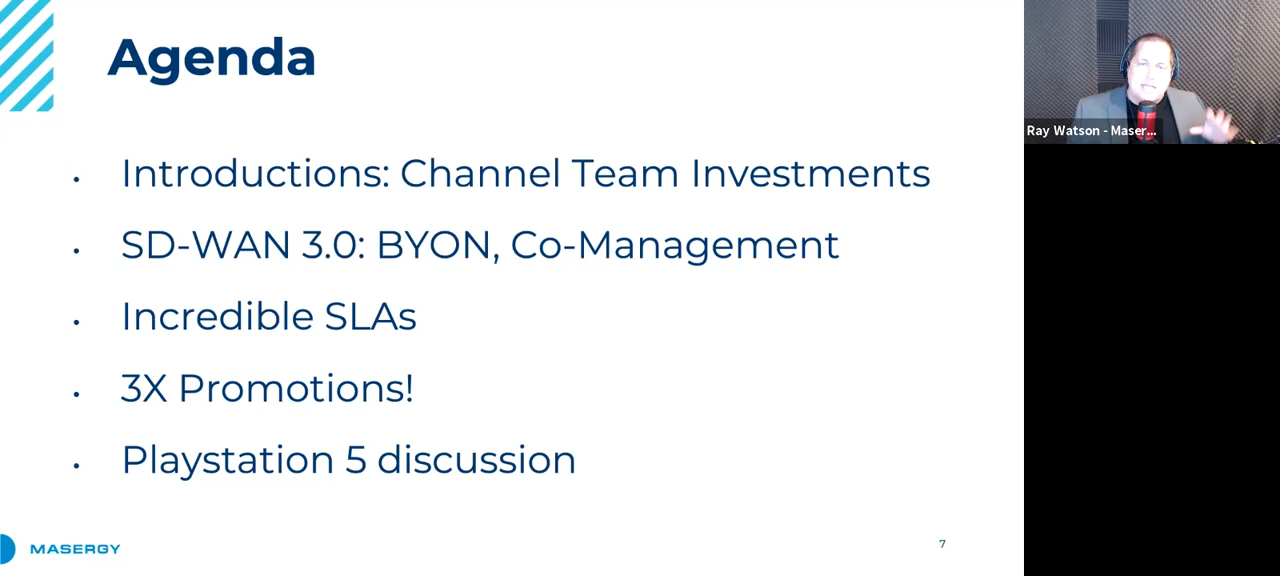 Agenda
Ray Watson - Maser...
• Introductions: Channel Team Investments
• SD-WAN 3.0: BYON, Co-Management
• Incredible SLAs
• 3X Promotions!
• Playstation 5 discussion
MASERGY
7